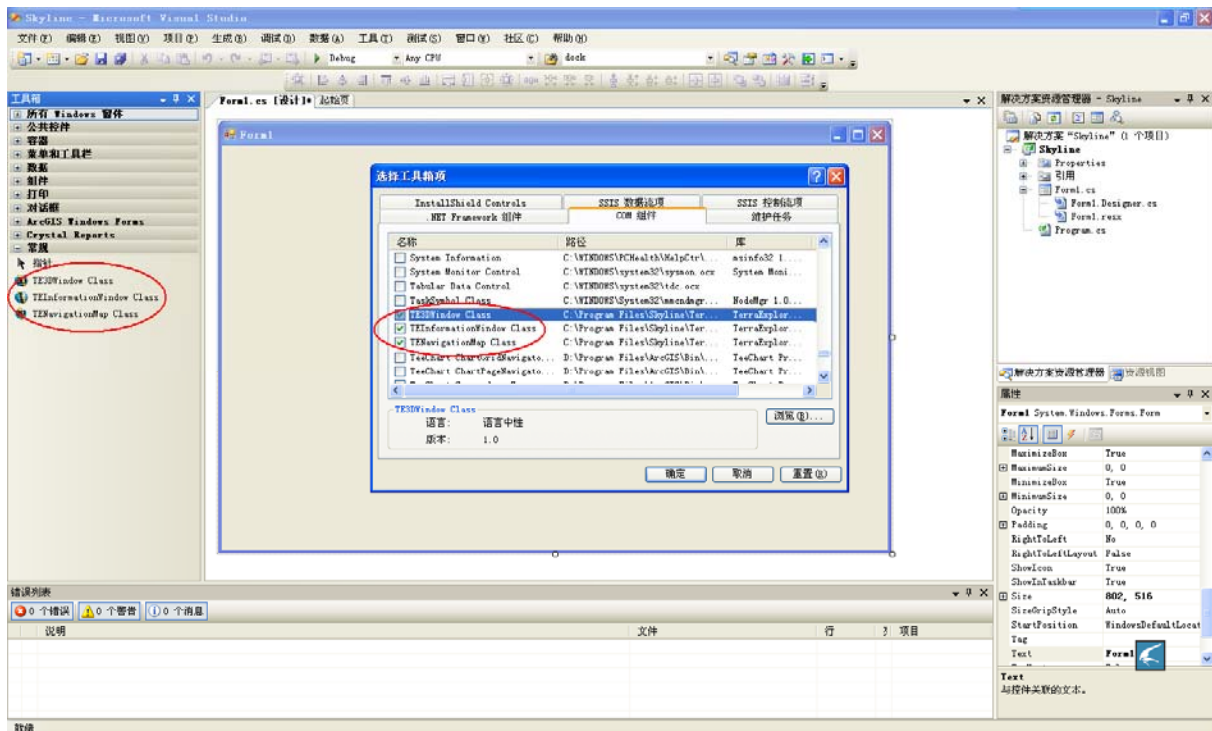 Skyline - Microsoft Visual Studio
文件(F) 编辑(E) 视图(V) 项目(P) 生成(B) 调试(D) 数据(A) 工具(T) 测试(S) 窗口(W) 社区(C) 帮助(H)
Debug Any CPU dock
工具箱
所有 Windows 窗体
公共控件
容器
菜单和工具栏
数据
组件
打印
对话框
ArcGIS Windows Forms
Crystal Reports
常规
指针
TE3DWindow Class
TEInformationWindow Class
TENavigationMap Class
Form1.cs [设计]* 起始页
Form1
选择工具箱项
InstallShield Controls SSIS 数据流项 SSIS 控制流项
.NET Framework 组件 COM 组件 维护任务
名称 路径 库
System Information C:\WINDOWS\PCHealth\HelpCtr\... msinfo32 1....
System Monitor Control C:\WINDOWS\system32\sysmon.ocx System Moni...
Tabular Data Control C:\WINDOWS\system32\tdc.ocx
TaskSymbol Class C:\WINDOWS\System32\mmcndmgr... NodeMgr 1.0...
TE3DWindow Class C:\Program Files\Skyline\Ter... TerraExplor...
TEInformationWindow Class C:\Program Files\Skyline\Ter... TerraExplor...
TENavigationMap Class C:\Program Files\Skyline\Ter... TerraExplor...
TeeChart ChartGridNavigato... D:\Program Files\ArcGIS\Bin\... TeeChart Pr...
TeeChart ChartPageNavigato... D:\Program Files\ArcGIS\Bin\... TeeChart Pr...
TE3DWindow Class
语言: 语言中性
版本: 1.0
浏览(B)...
确定 取消 重置(R)
解决方案资源管理器 - Skyline
解决方案"Skyline"(1 个项目)
Skyline
Properties
引用
Form1.cs
Form1.Designer.cs
Form1.resx
Program.cs
解决方案资源管理器 资源视图
属性
Form1 System.Windows.Forms.Form
MaximizeBox True
MaximumSize 0, 0
MinimizeBox True
MinimumSize 0, 0
Opacity 100%
Padding 0, 0, 0, 0
RightToLeft No
RightToLeftLayout False
ShowIcon True
ShowInTaskbar True
Size 802, 516
SizeGripStyle Auto
StartPosition WindowsDefaultLocat
Tag
Text Form1
Text
与控件关联的文本。
错误列表
0 个错误 0 个警告 0 个消息
说明 文件 行 项目
就绪